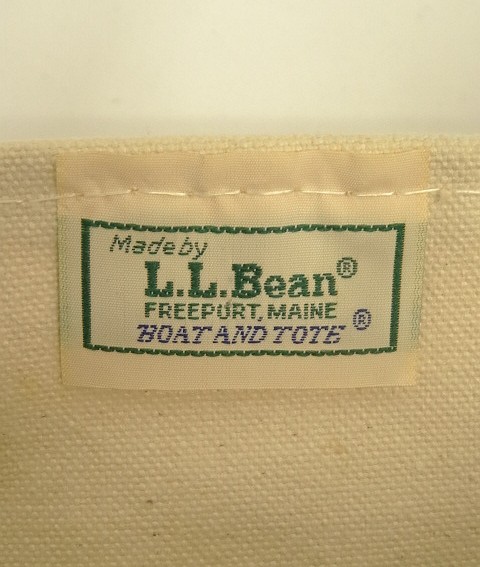 Made by
L.L.Bean®
FREEPORT, MAINE
BOAT AND TOTE ®